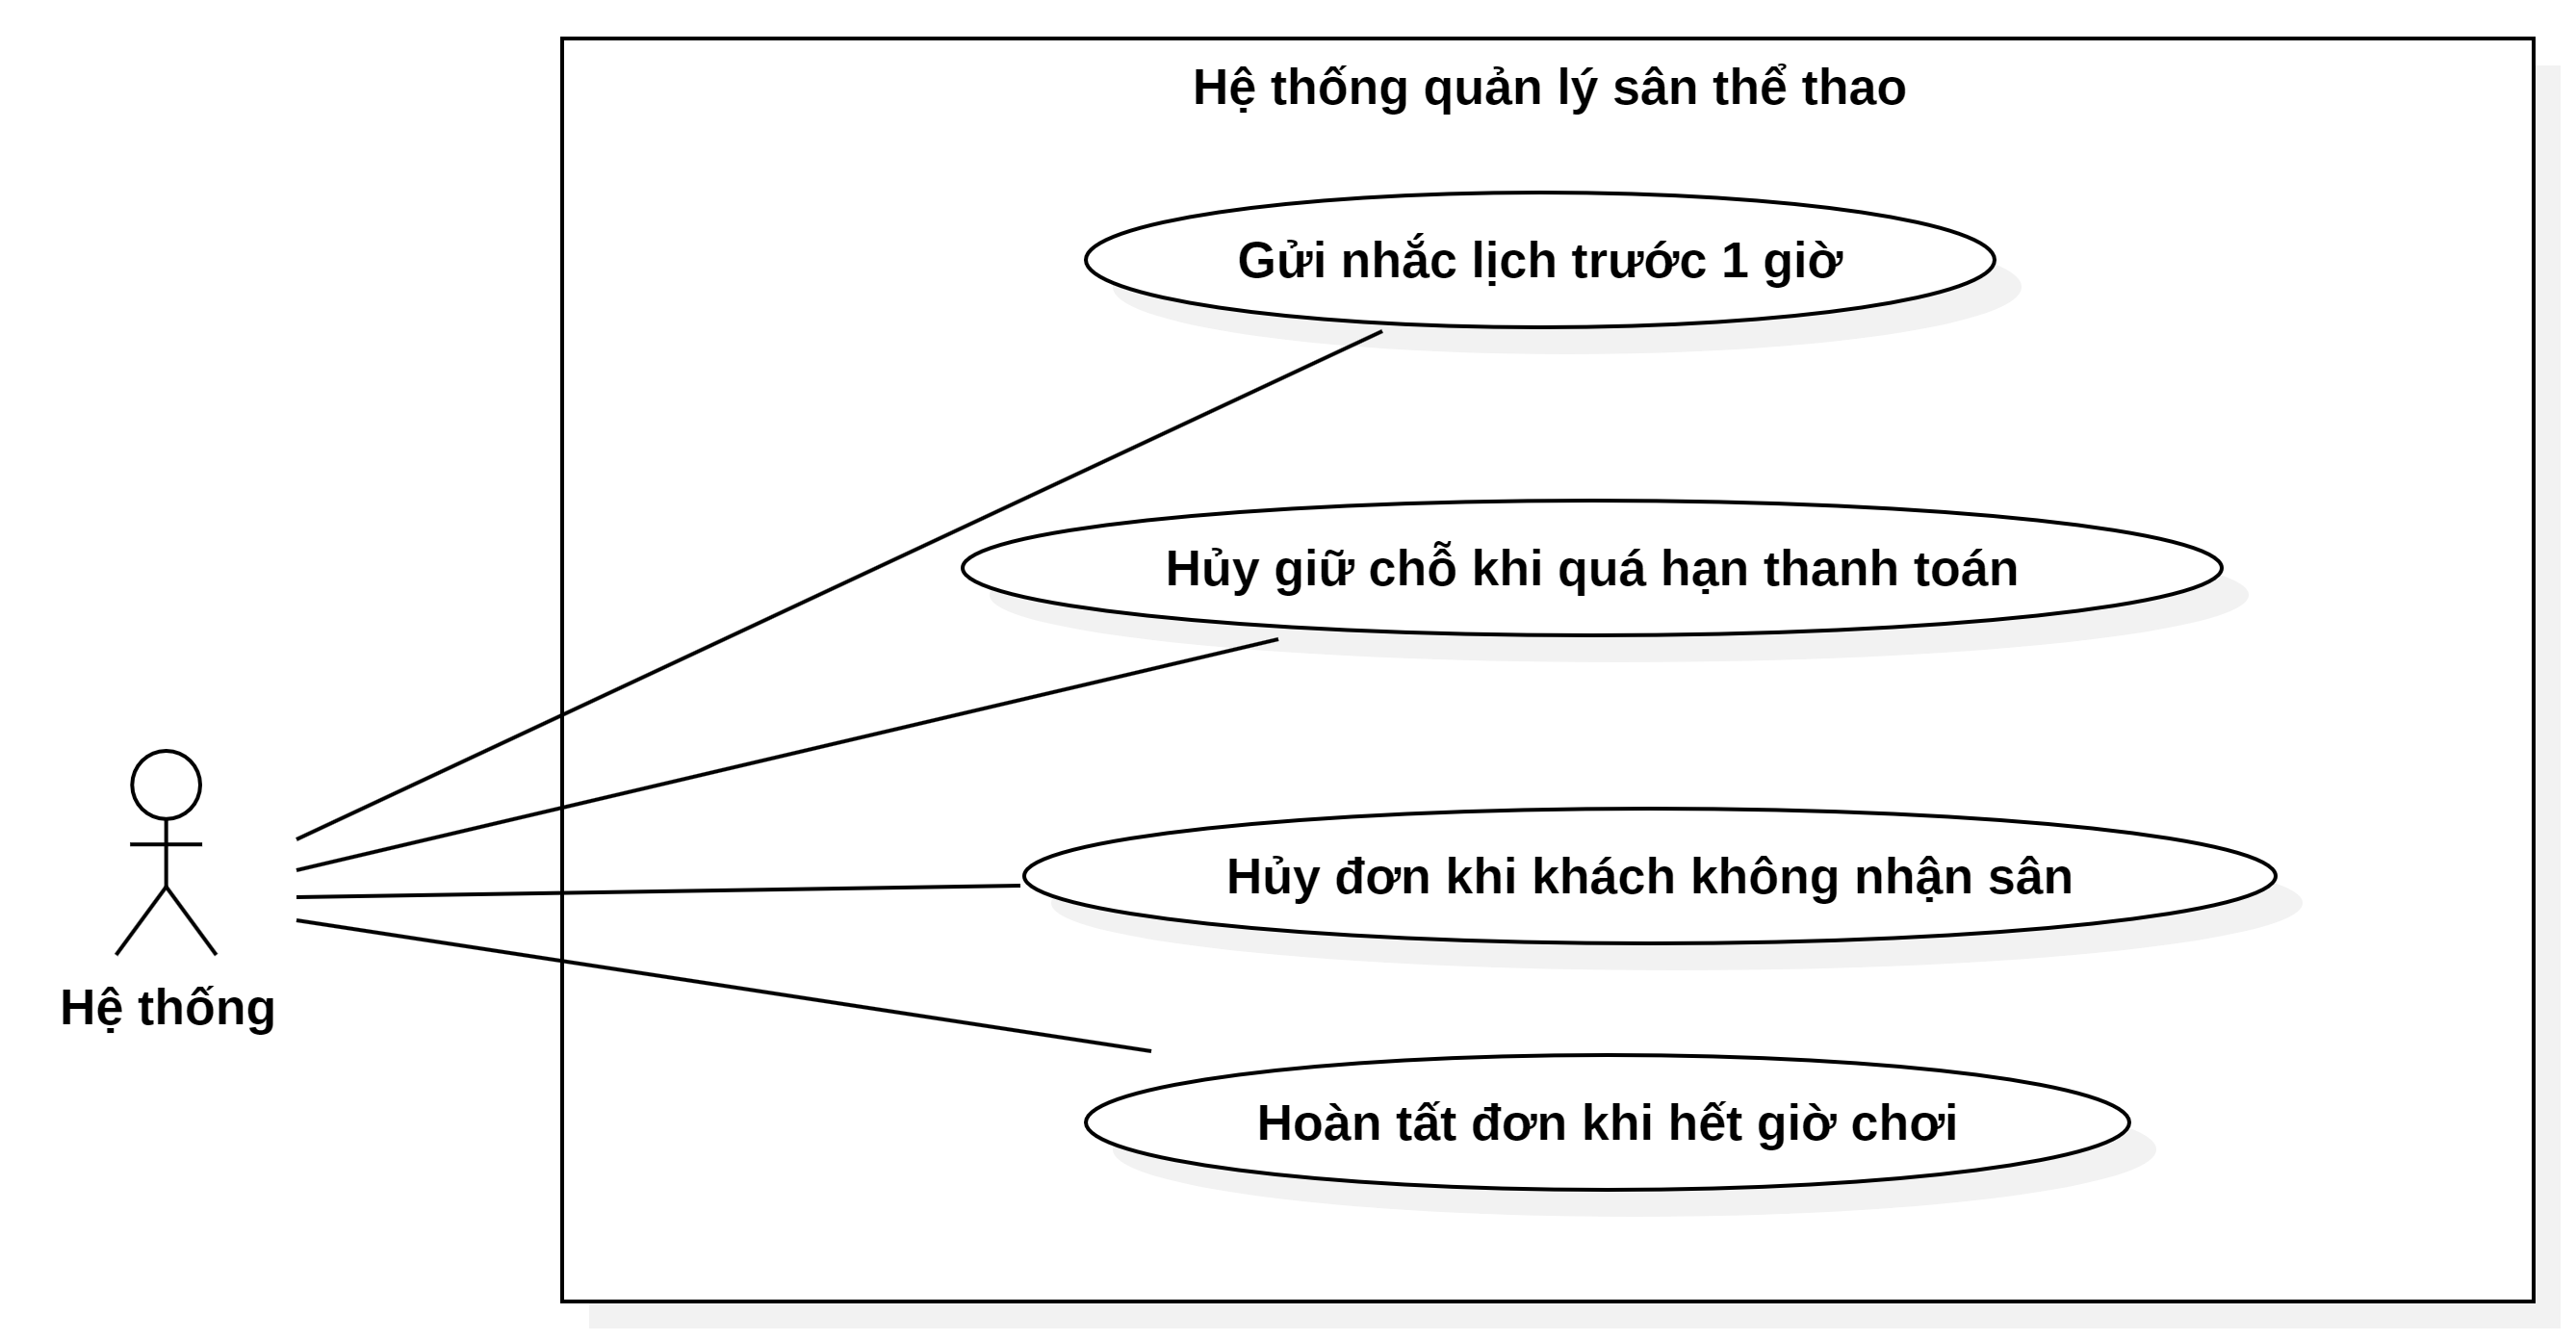 Hệ thống quản lý sân thể thao
Gửi nhắc lịch trước 1 giờ
Hủy giữ chỗ khi quá hạn thanh toán
Hủy đơn khi khách không nhận sân
Hệ thống
Hoàn tất đơn khi hết giờ chơi